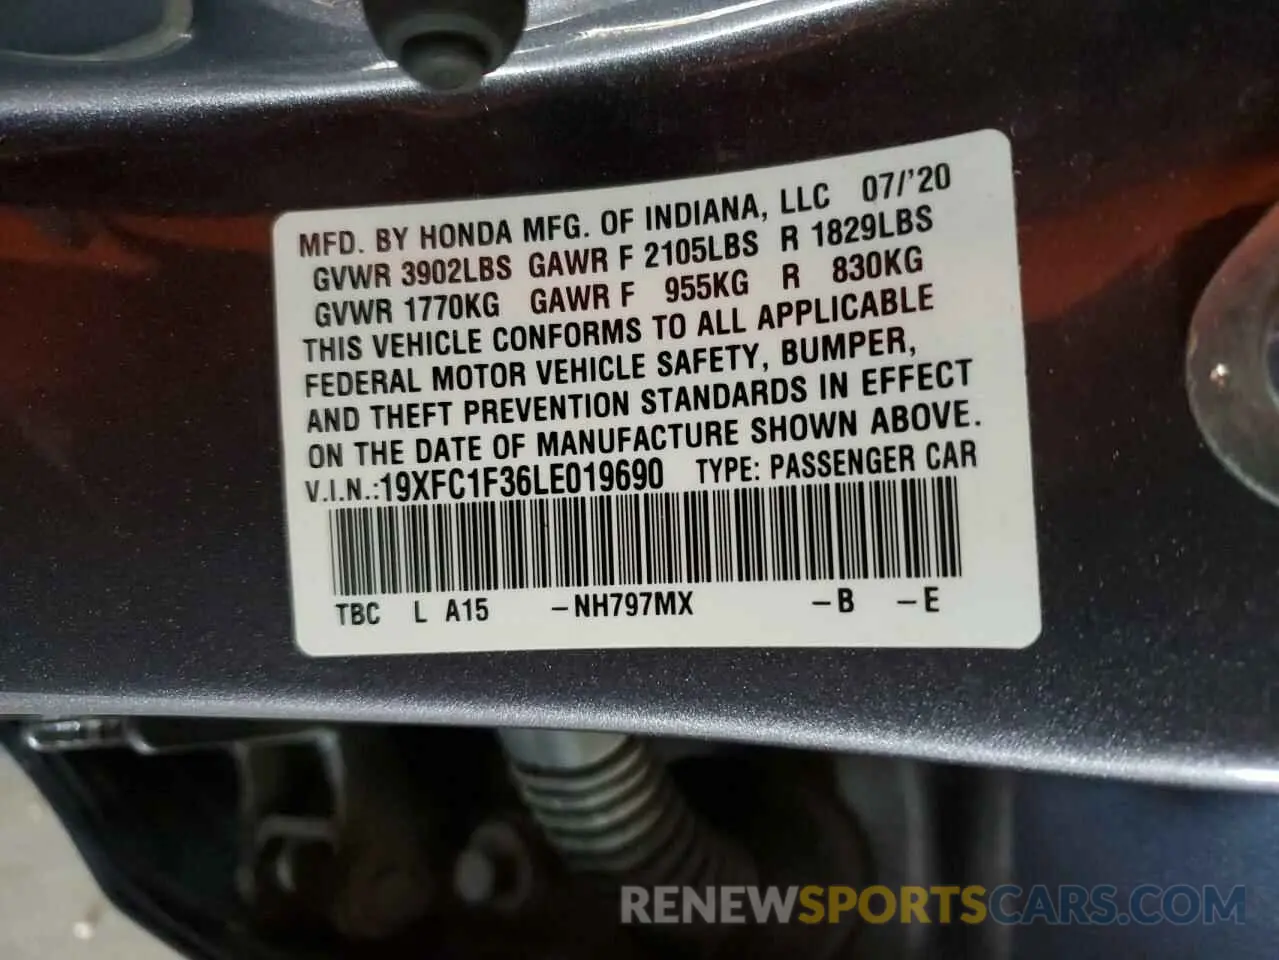 MFD. BY HONDA MFG. OF INDIANA, LLC 07/'20
GVWR 3902LBS GAWR F 2105LBS R 1829LBS
GVWR 1770KG GAWR F 955KG R 830KG
THIS VEHICLE CONFORMS TO ALL APPLICABLE
FEDERAL MOTOR VEHICLE SAFETY, BUMPER,
AND THEFT PREVENTION STANDARDS IN EFFECT
ON THE DATE OF MANUFACTURE SHOWN ABOVE.
V.I.N.:19XFC1F36LE019690 TYPE: PASSENGER CAR
TBC L A15 -NH797MX -B -E
RENEWSPORTSCARS.COM